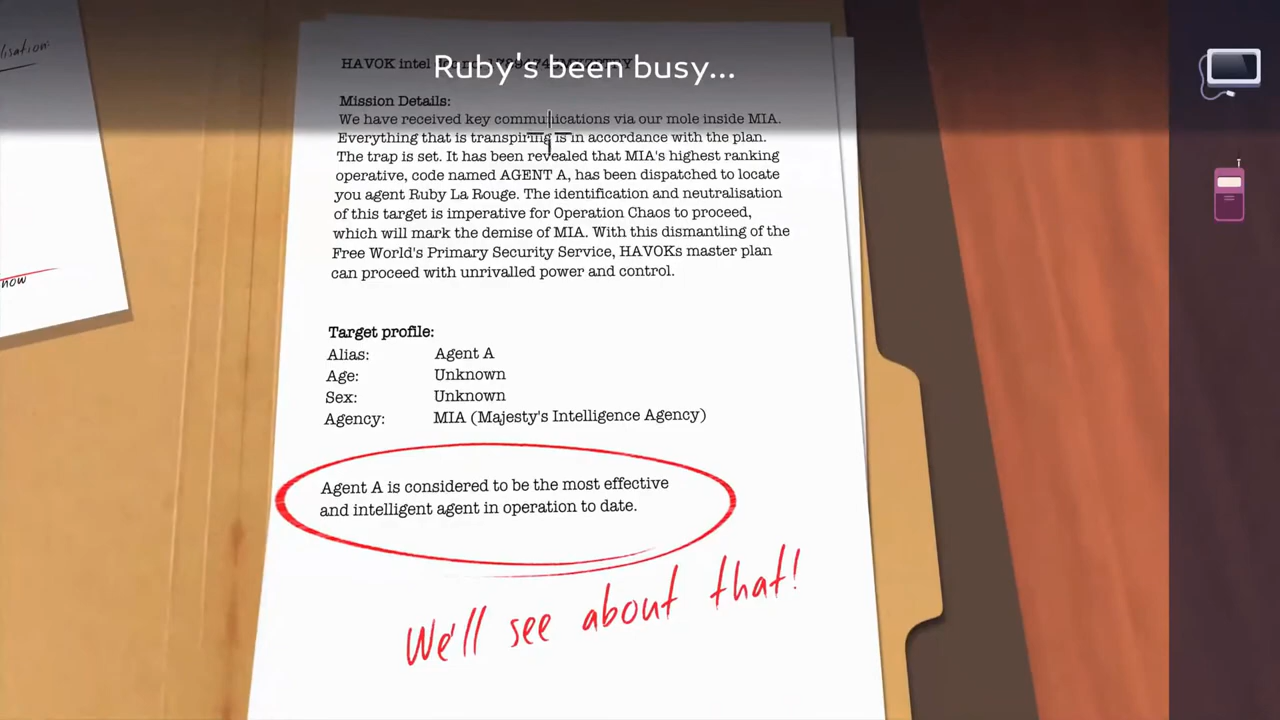 lisation
now
Ruby's been busy...
HAVOK intel
Mission Details:
We have received key communications via our mole inside MIA.
Everything that is transpiring is in accordance with the plan.
The trap is set. It has been revealed that MIA's highest ranking
operative, code named AGENT A, has been dispatched to locate
you agent Ruby La Rouge. The identification and neutralisation
of this target is imperative for Operation Chaos to proceed,
which will mark the demise of MIA. With this dismantling of the
Free World's Primary Security Service, HAVOKs master plan
can proceed with unrivalled power and control.
Target profile:
Alias: Agent A
Age: Unknown
Sex: Unknown
Agency: MIA (Majesty's Intelligence Agency)
Agent A is considered to be the most effective
and intelligent agent in operation to date.
We'll see about that!